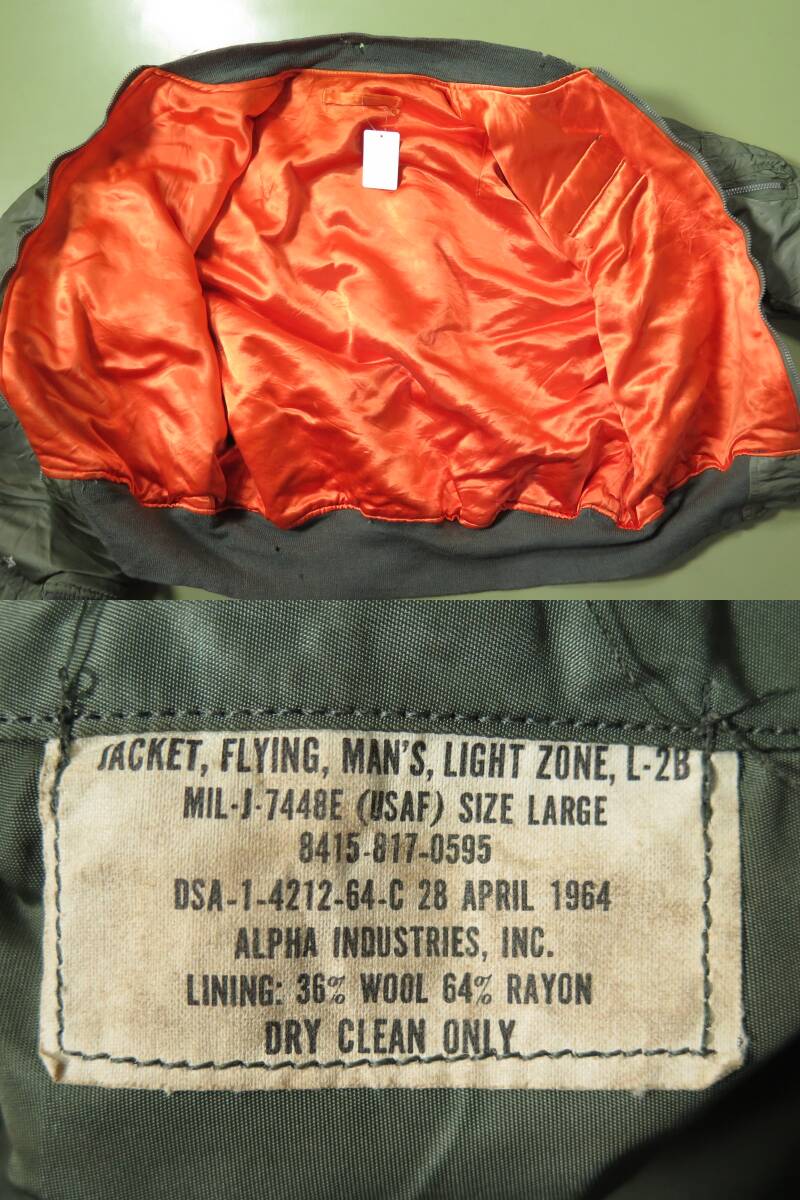 JACKET, FLYING, MAN'S, LIGHT ZONE, L-2B
MIL-J-7448E (USAF) SIZE LARGE
8415-817-0595
DSA-1-4212-64-C 28 APRIL 1964
ALPHA INDUSTRIES, INC.
LINING: 36% WOOL 64% RAYON
DRY CLEAN ONLY